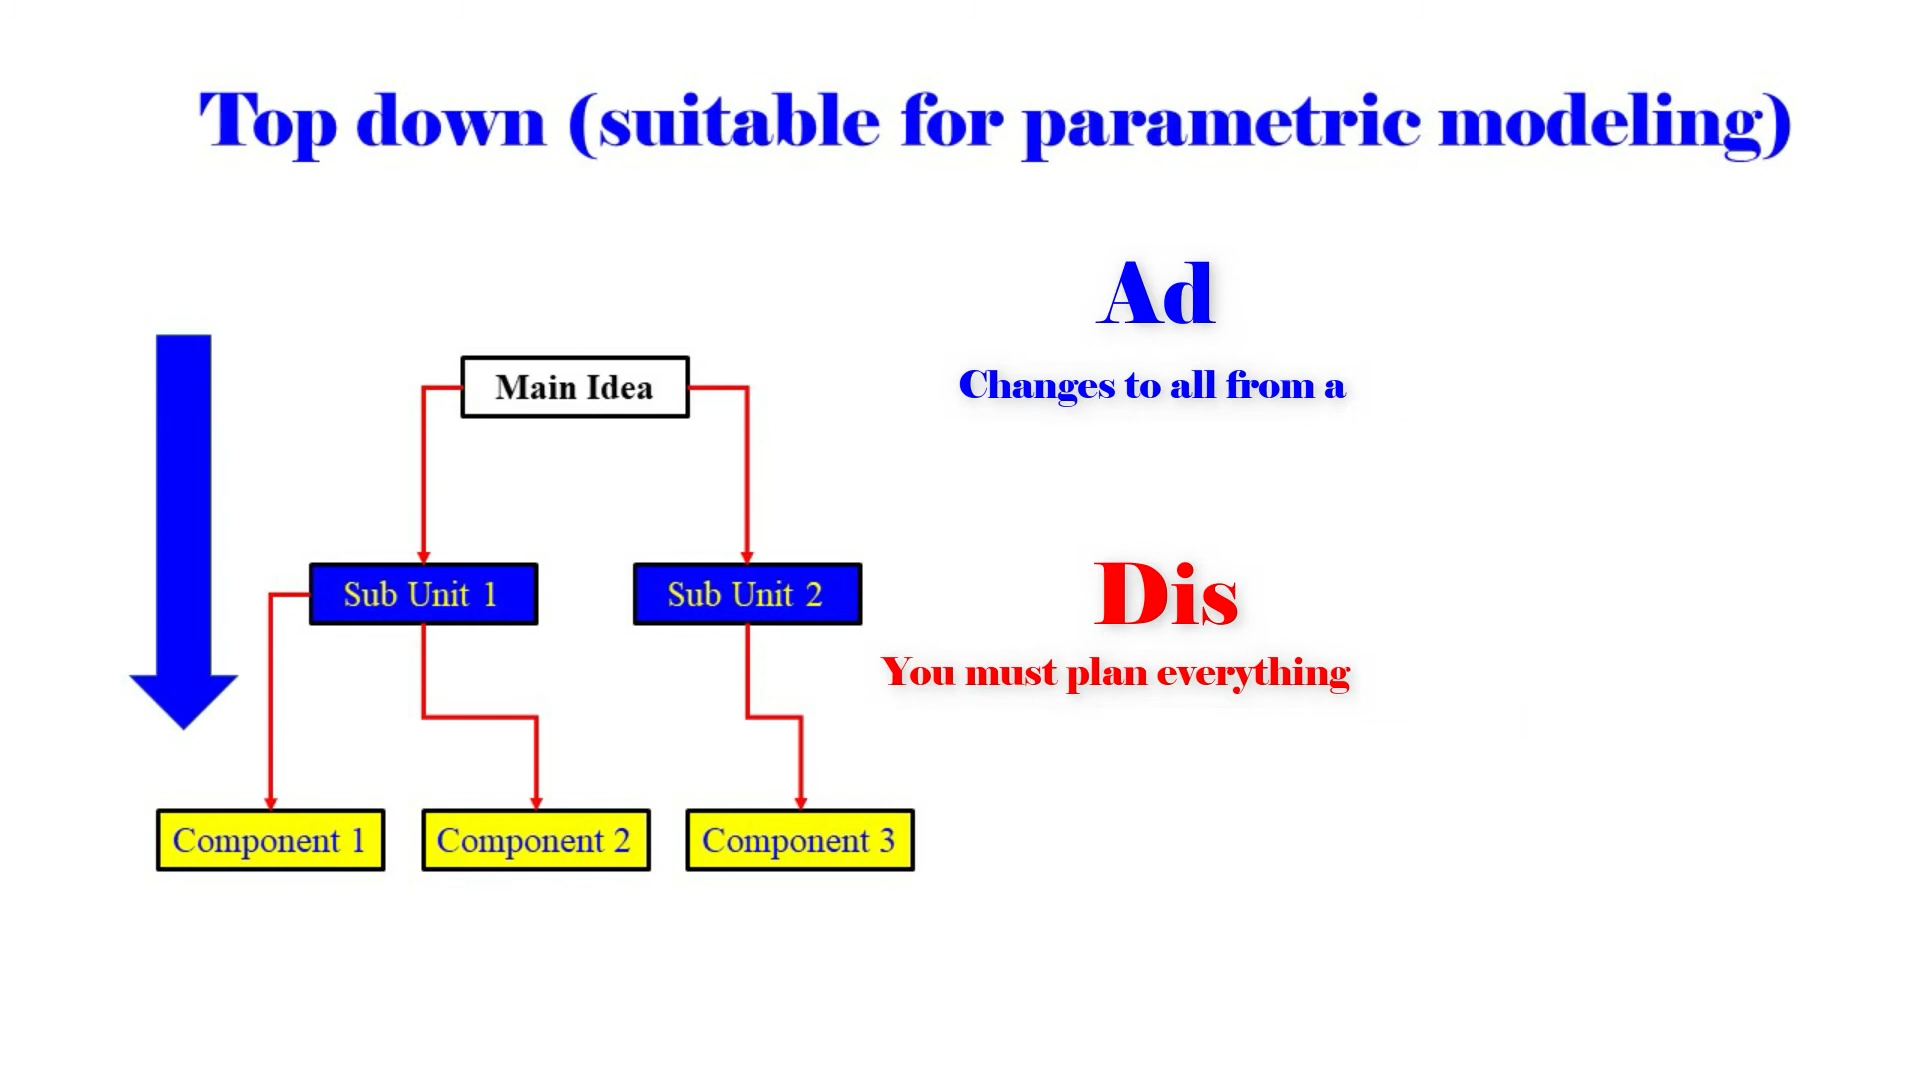 Top down (suitable for parametric modeling)
Ad
Changes to all from a
Main Idea
Sub Unit 1
Sub Unit 2
Dis
You must plan everything
Component 1
Component 2
Component 3